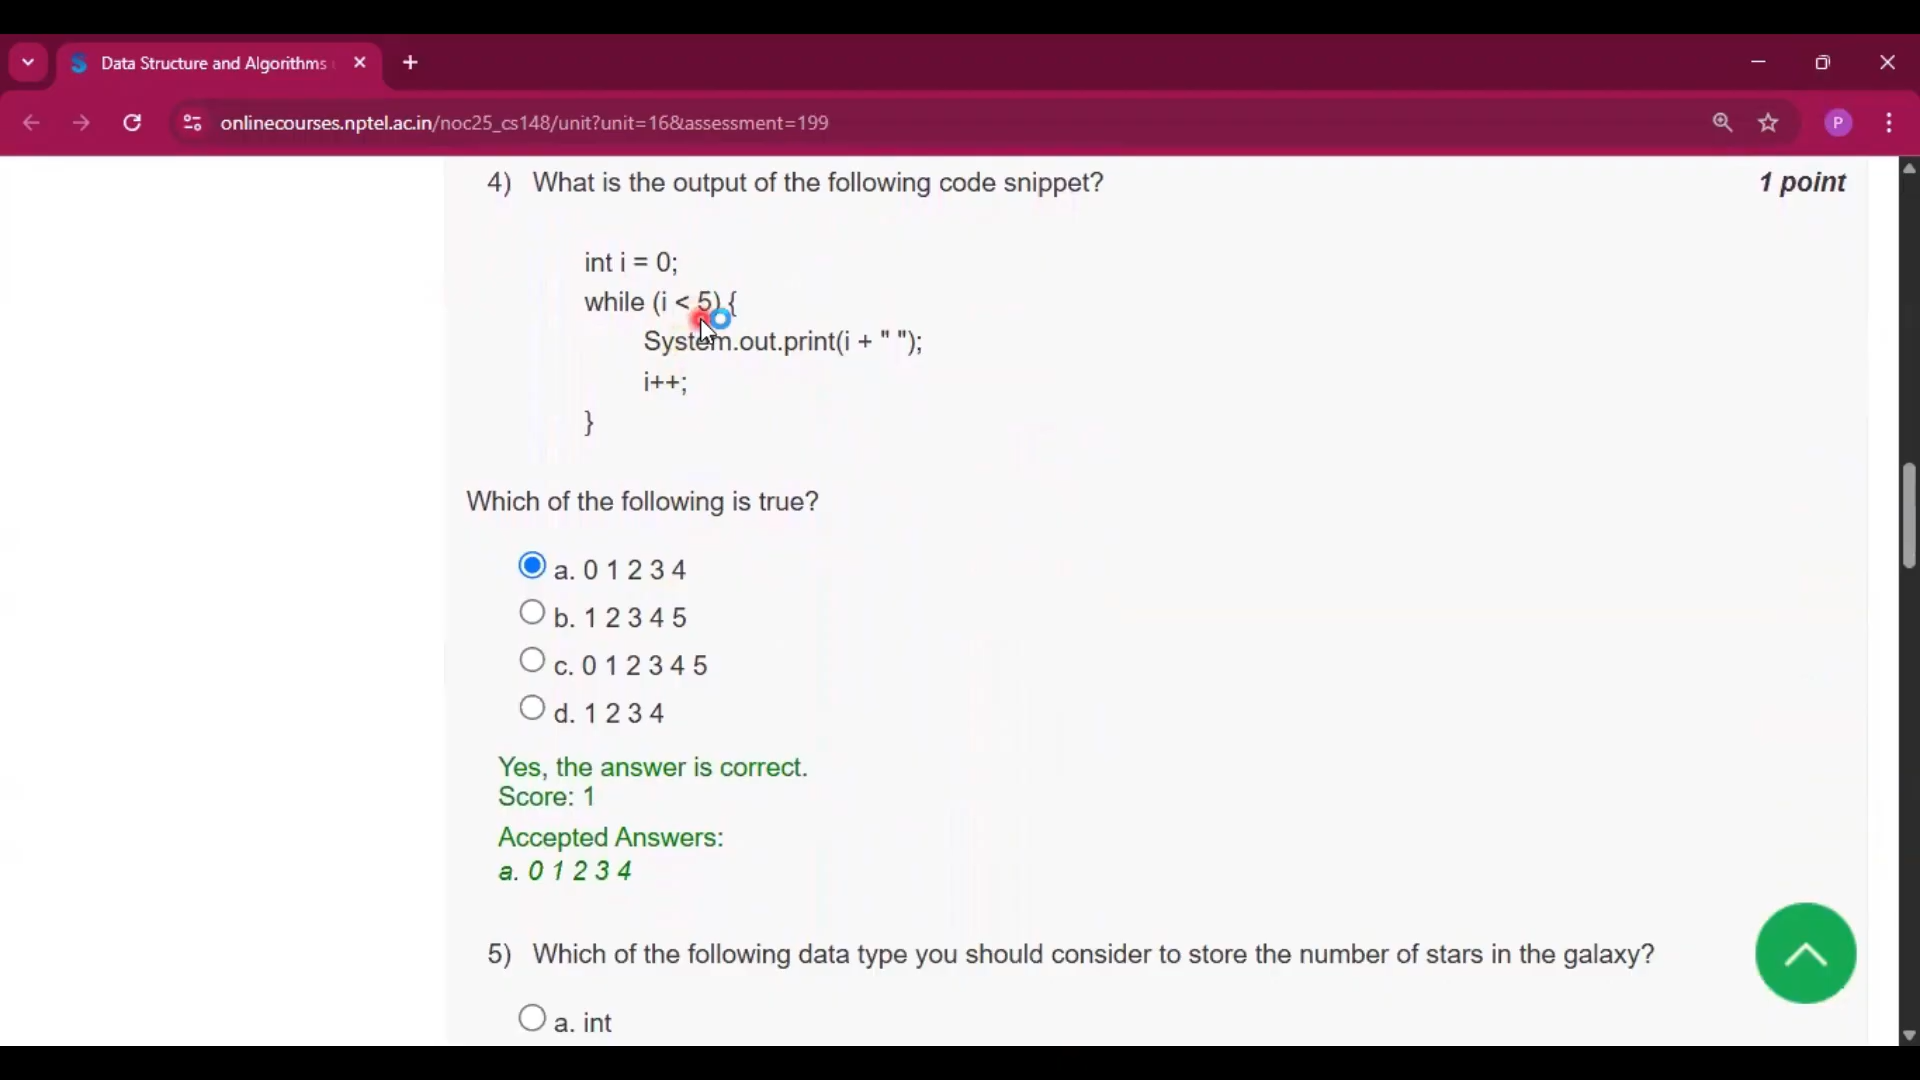 Data Structure and Algorithms
onlinecourses.nptel.ac.in/noc25_cs148/unit?unit=16&assessment=199
P
4) What is the output of the following code snippet?
1 point
int i = 0;
while (i < 5) {
System.out.print(i + " ");
i++;
}
Which of the following is true?
a. 0 1 2 3 4
b. 1 2 3 4 5
c. 0 1 2 3 4 5
d. 1 2 3 4
Yes, the answer is correct.
Score: 1
Accepted Answers:
a. 0 1 2 3 4
5) Which of the following data type you should consider to store the number of stars in the galaxy?
a. int